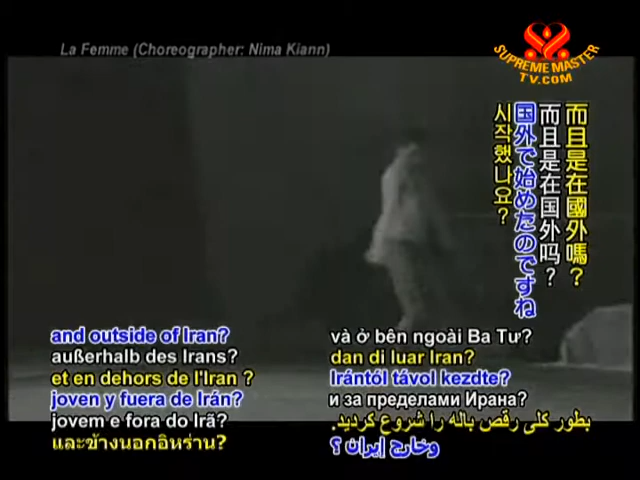 La Femme (Choreographer: Nima Kiann)
SUPREME MASTER
TV.COM
而且是在國外嗎？
而且是在国外吗？
国外で始めたのですね
시작했나요?
and outside of Iran?
außerhalb des Irans?
et en dehors de l'Iran ?
joven y fuera de Irán?
jovem e fora do Irã?
และข้างนอกอิหร่าน?
và ở bên ngoài Ba Tư?
dan di luar Iran?
Irántól távol kezdte?
и за пределами Ирана?
بطور کلی رقص باله را شروع کردید.
وخارج إيران ؟